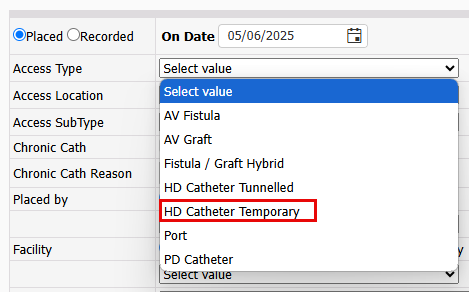 Placed Recorded On Date 05/06/2025
Access Type Select value
Access Location
Access SubType
Chronic Cath
Chronic Cath Reason
Placed by
Facility
Select value
AV Fistula
AV Graft
Fistula / Graft Hybrid
HD Catheter Tunnelled
HD Catheter Temporary
Port
PD Catheter
Select value